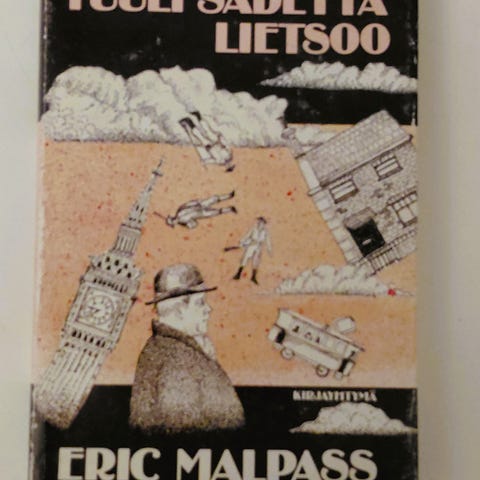 TUULI SADETTA
LIETSOO
KIRJAYHTYMÄ
ERIC MALPASS